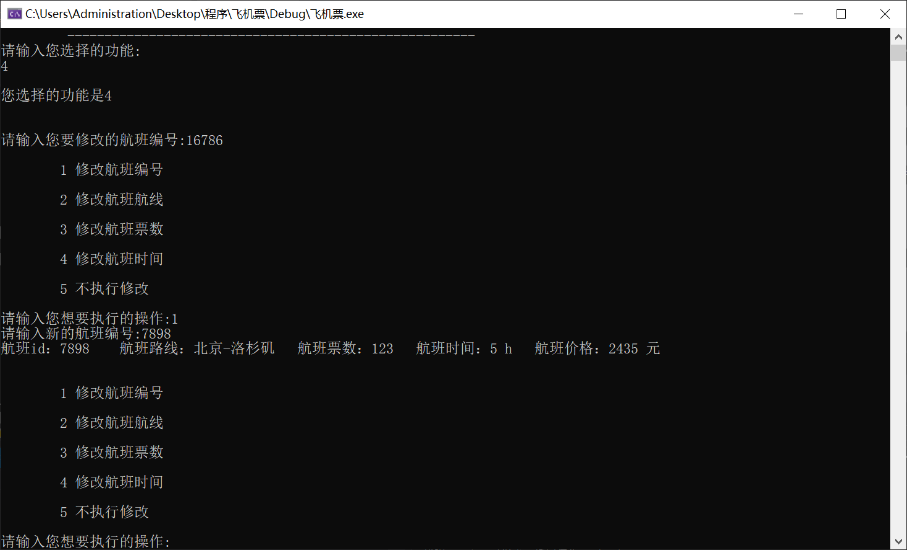 C:\Users\Administration\Desktop\程序\飞机票\Debug\飞机票.exe
-------------------------------------------------------
请输入您选择的功能:
4
您选择的功能是4
请输入您要修改的航班编号:16786
1 修改航班编号
2 修改航班航线
3 修改航班票数
4 修改航班时间
5 不执行修改
请输入您想要执行的操作:1
请输入新的航班编号:7898
航班id: 7898 航班路线: 北京-洛杉矶 航班票数: 123 航班时间: 5 h 航班价格: 2435 元
1 修改航班编号
2 修改航班航线
3 修改航班票数
4 修改航班时间
5 不执行修改
请输入您想要执行的操作: